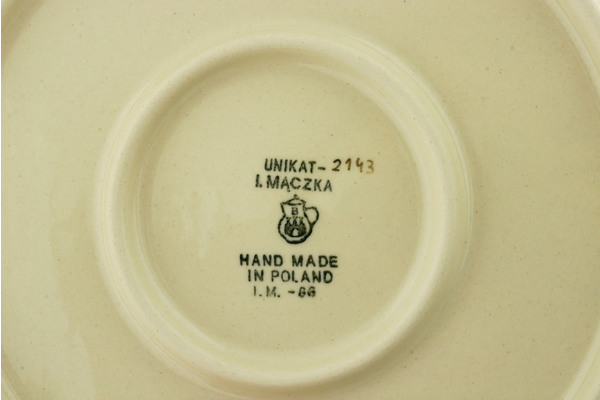 UNIKAT-2143
I. MĄCZKA
B
HAND MADE
IN POLAND
I.M. -86